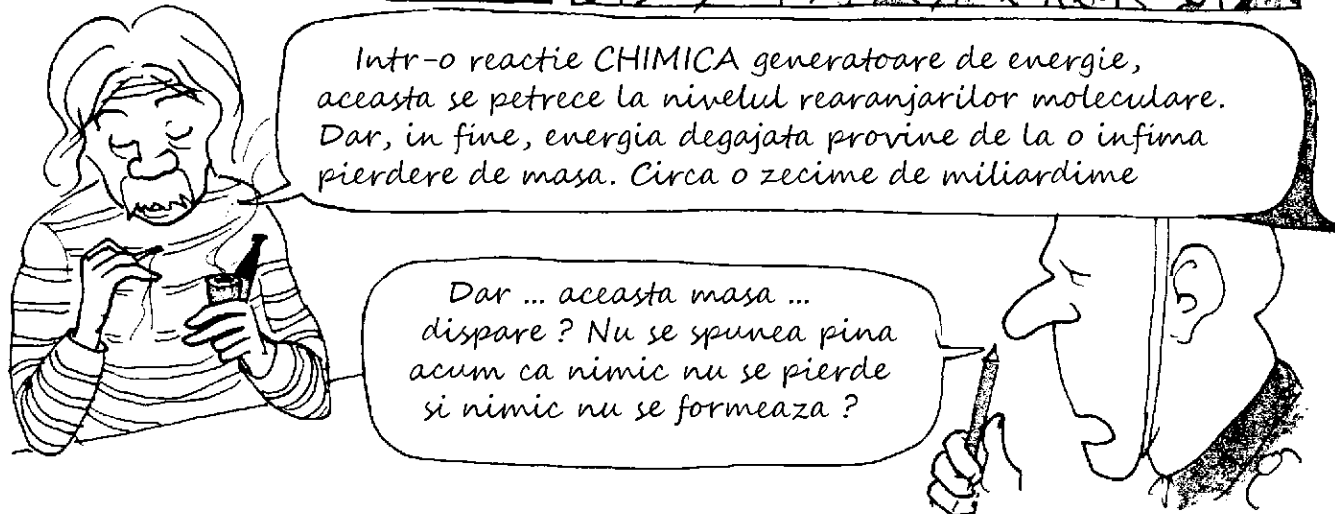 Intr-o reactie CHIMICA generatoare de energie,
aceasta se petrece la nivelul rearanjarilor moleculare.
Dar, in fine, energia degajata provine de la o infima
pierdere de masa. Circa o zecime de miliardime
Dar ... aceasta masa ...
dispare ? Nu se spunea pina
acum ca nimic nu se pierde
si nimic nu se formeaza ?